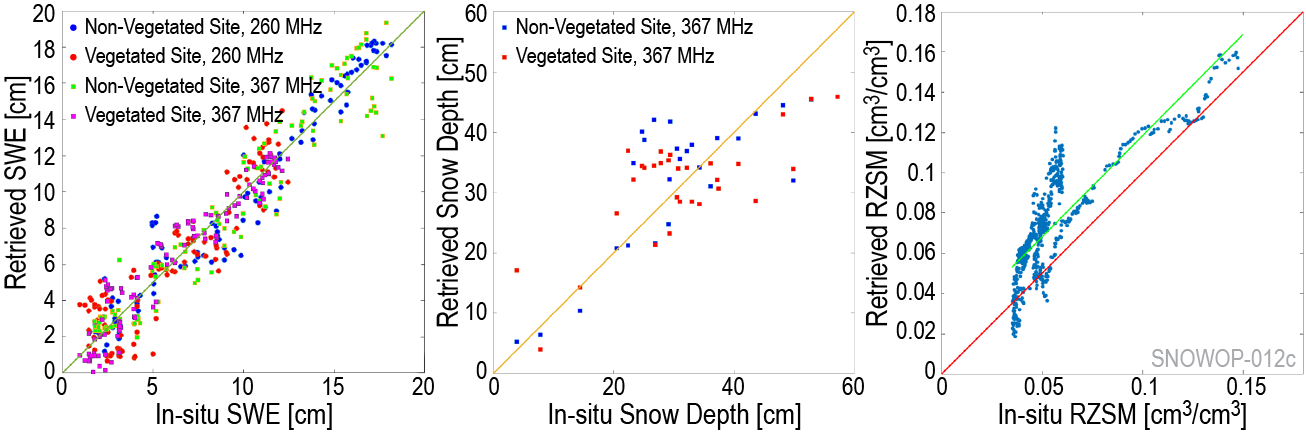 Retrieved SWE [cm]
20
18
16
14
12
10
8
6
4
2
0
Non-Vegetated Site, 260 MHz
Vegetated Site, 260 MHz
Non-Vegetated Site, 367 MHz
Vegetated Site, 367 MHz
0 5 10 15 20
In-situ SWE [cm]
Retrieved Snow Depth [cm]
60
50
40
30
20
10
0
Non-Vegetated Site, 367 MHz
Vegetated Site, 367 MHz
0 20 40 60
In-situ Snow Depth [cm]
Retrieved RZSM [cm³/cm³]
0.18
0.16
0.14
0.12
0.1
0.08
0.06
0.04
0.02
0
SNOWOP-012c
0 0.05 0.1 0.15
In-situ RZSM [cm³/cm³]